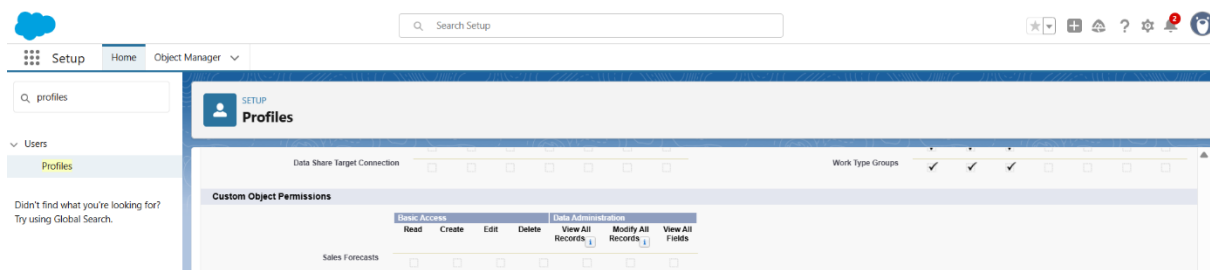 Search Setup
2
Setup Home Object Manager
profiles
SETUP
Profiles
Users
Profiles
Data Share Target Connection Work Type Groups
Didn't find what you're looking for?
Try using Global Search.
Custom Object Permissions
Basic Access Data Administration
Read Create Edit Delete View All Records Modify All Records View All Fields
Sales Forecasts